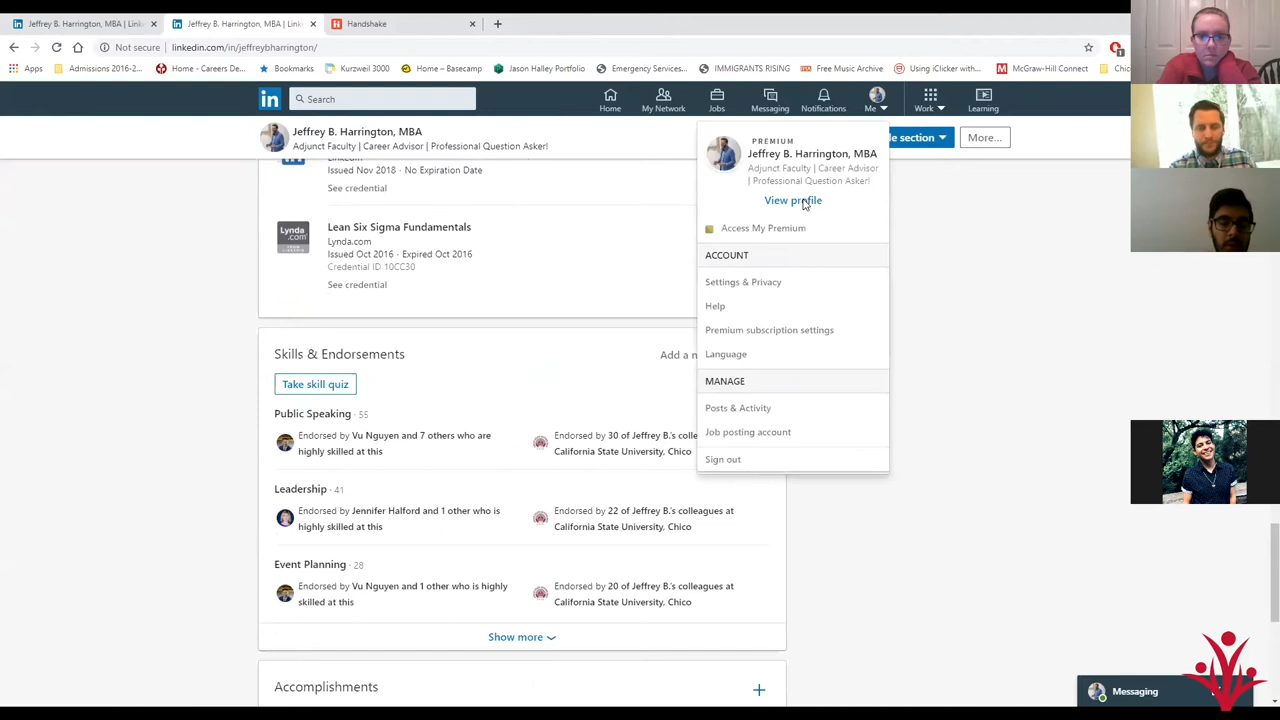 Jeffrey B. Harrington, MBA | Link
Jeffrey B. Harrington, MBA | Link
Handshake
Not secure
linkedin.com/in/jeffreybharrington/
Apps
Admissions 2016-2...
Home - Careers De...
Bookmarks
Kurzweil 3000
Home – Basecamp
Jason Halley Portfolio
Emergency Services...
IMMIGRANTS RISING
Free Music Archive
Using iClicker with...
McGraw-Hill Connect
in
Search
Home
My Network
Jobs
Messaging
Notifications
Me
Work
Learning
Jeffrey B. Harrington, MBA
Adjunct Faculty | Career Advisor | Professional Question Asker!
More...
PREMIUM
Jeffrey B. Harrington, MBA
Adjunct Faculty | Career Advisor
| Professional Question Asker!
View profile
Access My Premium
ACCOUNT
Settings & Privacy
Help
Premium subscription settings
Language
MANAGE
Posts & Activity
Job posting account
Sign out
Issued Nov 2018 · No Expiration Date
See credential
Lynda
.com
Lean Six Sigma Fundamentals
Lynda.com
Issued Oct 2016 · Expired Oct 2016
Credential ID 10CC30
See credential
Skills & Endorsements
Add a
Take skill quiz
Public Speaking · 55
Endorsed by Vu Nguyen and 7 others who are
highly skilled at this
Endorsed by 30 of Jeffrey B.'s
California State University, Chico
Leadership · 41
Endorsed by Jennifer Halford and 1 other who is
highly skilled at this
Endorsed by 22 of Jeffrey B.'s colleagues at
California State University, Chico
Event Planning · 28
Endorsed by Vu Nguyen and 1 other who is highly
skilled at this
Endorsed by 20 of Jeffrey B.'s colleagues at
California State University, Chico
Show more
Accomplishments
Messaging